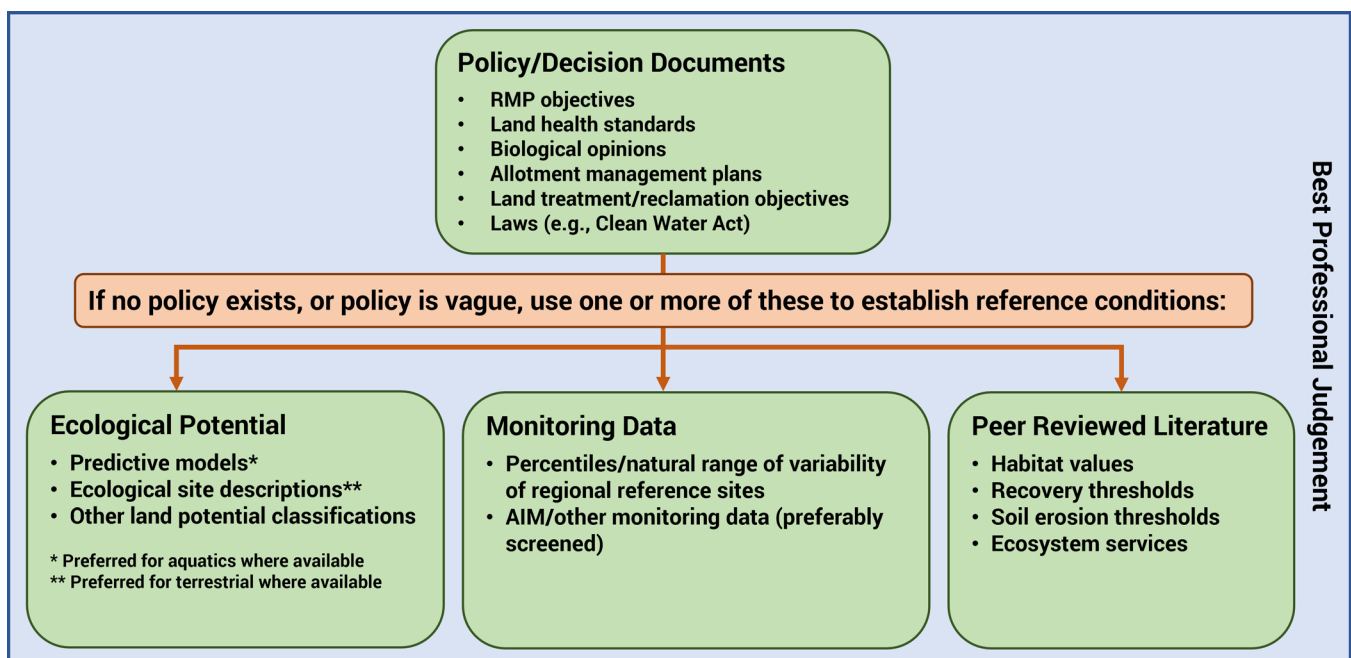 Policy/Decision Documents
• RMP objectives
• Land health standards
• Biological opinions
• Allotment management plans
• Land treatment/reclamation objectives
• Laws (e.g., Clean Water Act)
If no policy exists, or policy is vague, use one or more of these to establish reference conditions:
Ecological Potential
• Predictive models*
• Ecological site descriptions**
• Other land potential classifications
* Preferred for aquatics where available
** Preferred for terrestrial where available
Monitoring Data
• Percentiles/natural range of variability
of regional reference sites
• AIM/other monitoring data (preferably
screened)
Peer Reviewed Literature
• Habitat values
• Recovery thresholds
• Soil erosion thresholds
• Ecosystem services
Best Professional Judgement